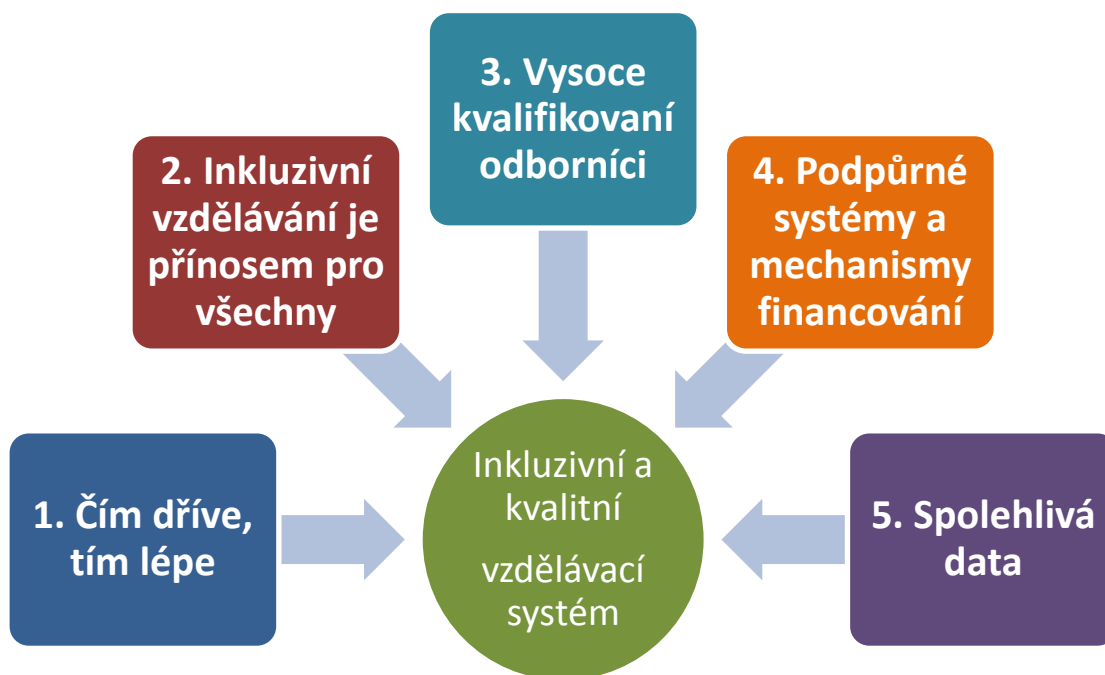 1. Čím dříve,
tím lépe
2. Inkluzivní
vzdělávání je
přínosem pro
všechny
3. Vysoce
kvalifikovaní
odborníci
4. Podpůrné
systémy a
mechanismy
financování
5. Spolehlivá
data
Inkluzivní a
kvalitní
vzdělávací
systém